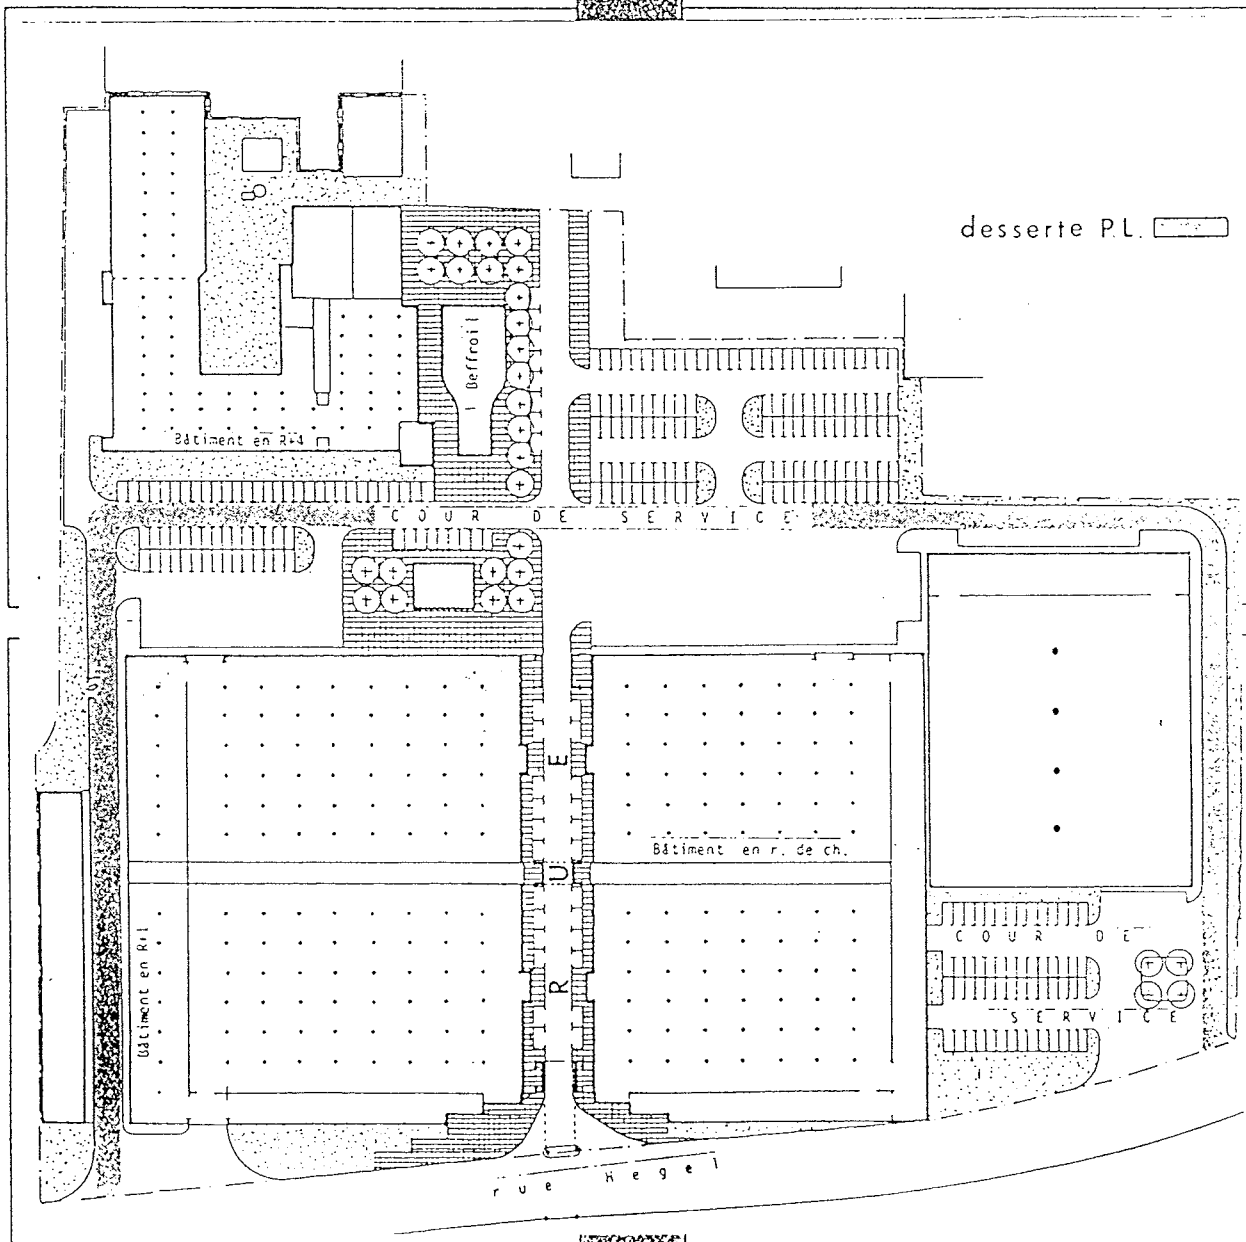 desserte P.L.
Beffroi
Bâtiment en R+4
COUR DE SERVICE
RUE
Bâtiment en r. de ch.
Bâtiment en R+1
COUR DE
SERVICE
rue Hegel